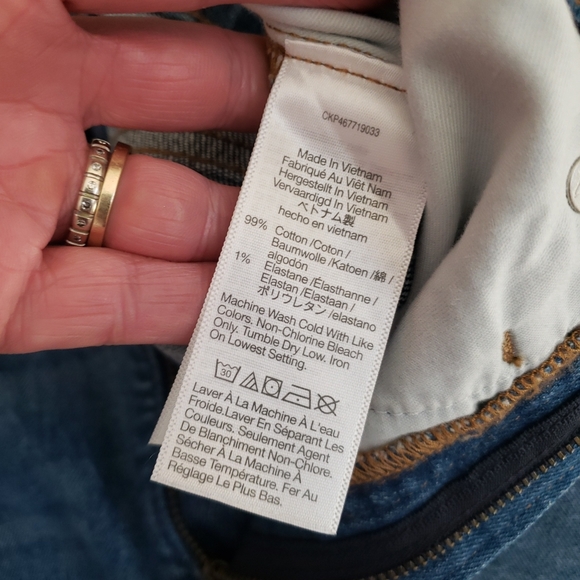 CKP467719033
Made In Vietnam
Fabriqué Au Viêt Nam
Hergestellt In Vietnam
Vervaardigd In Vietnam
ベトナム製
hecho en vietnam
99% Cotton /Coton/
Baumwolle /Katoen /綿/
algodón
1% Elastane /Élasthanne /
Elastan /Elastaan /
ポリウレタン /elastano
Machine Wash Cold With Like
Colors. Non-Chlorine Bleach
Only. Tumble Dry Low. Iron
On Lowest Setting.
30
Laver À La Machine À L'eau
Froide.Laver En Séparant Les
Couleurs. Seulement Agent
De Blanchiment Non-Chlore.
Sécher À La Machine À
Basse Température. Fer Au
Réglage Le Plus Bas.